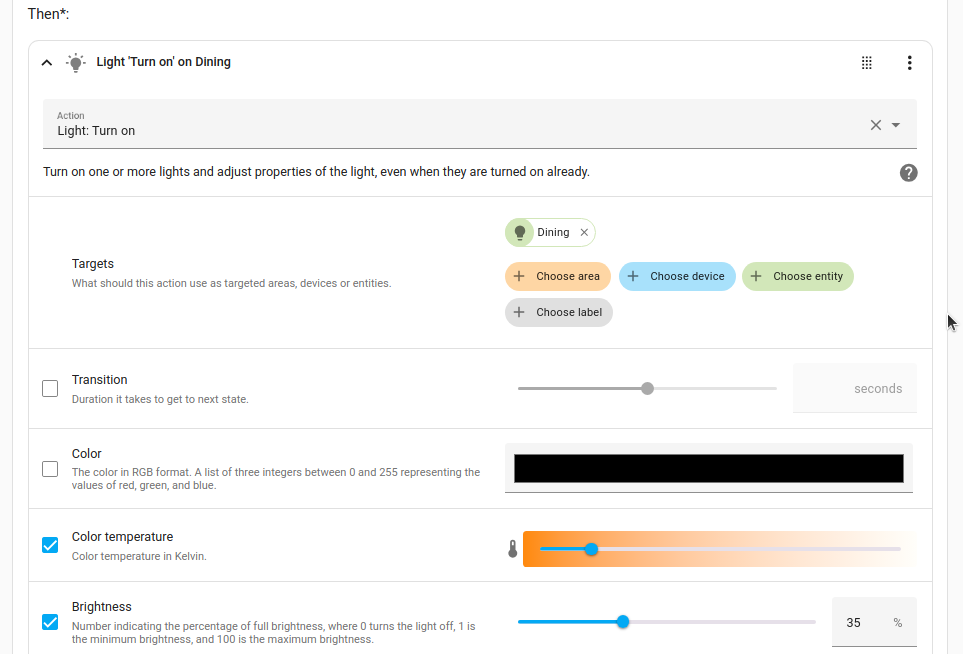 Then*:
Light 'Turn on' on Dining
Action
Light: Turn on
Turn on one or more lights and adjust properties of the light, even when they are turned on already.
Dining
Targets
What should this action use as targeted areas, devices or entities.
Choose area
Choose device
Choose entity
Choose label
Transition
Duration it takes to get to next state.
seconds
Color
The color in RGB format. A list of three integers between 0 and 255 representing the
values of red, green, and blue.
Color temperature
Color temperature in Kelvin.
Brightness
Number indicating the percentage of full brightness, where 0 turns the light off, 1 is
the minimum brightness, and 100 is the maximum brightness.
35 %